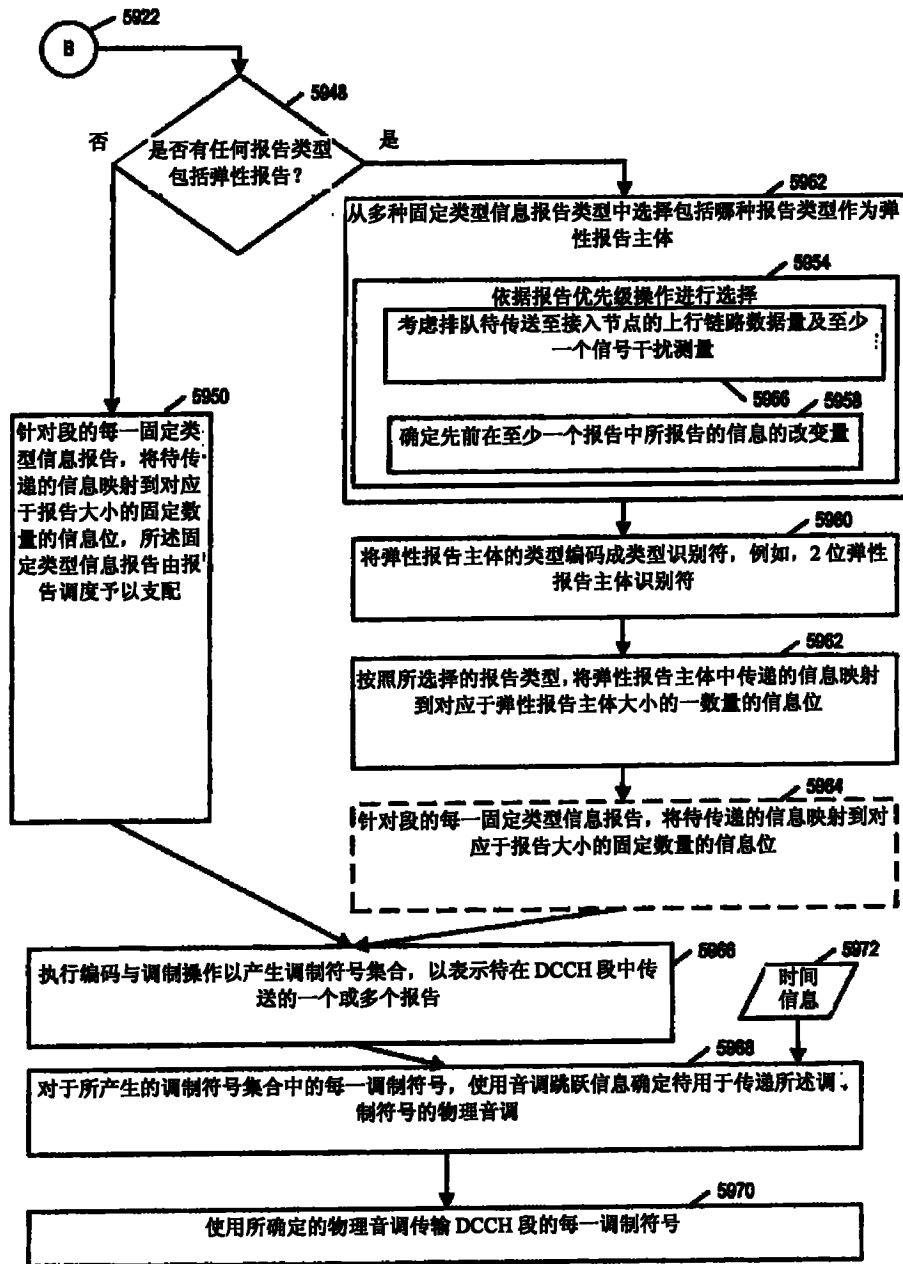 5922
B
5948
否
是
是否有任何报告类型
包括弹性报告？
5952
从多种固定类型信息报告类型中选择包括哪种报告类型作为弹
性报告主体
5954
依据报告优先级操作进行选择
考虑排队待传送至接入节点的上行链路数据量及至少
一个信号干扰测量
5956
5958
确定先前在至少一个报告中所报告的信息的改变量
5950
针对段的每一固定类
型信息报告，将待传
递的信息映射到对应
于报告大小的固定数
量的信息位，所述固
定类型信息报告由报
告调度予以支配
5960
将弹性报告主体的类型编码成类型识别符，例如，2 位弹性
报告主体识别符
5962
按照所选择的报告类型，将弹性报告主体中传递的信息映射
到对应于弹性报告主体大小的一数量的信息位
5964
针对段的每一固定类型信息报告，将待传递的信息映射到对
应于报告大小的固定数量的信息位
5966
执行编码与调制操作以产生调制符号集合，以表示待在 DCCH 段中传
送的一个或多个报告
5972
时间
信息
5968
对于所产生的调制符号集合中的每一调制符号，使用音调跳跃信息确定待用于传递所述调
制符号的物理音调
5970
使用所确定的物理音调传输 DCCH 段的每一调制符号